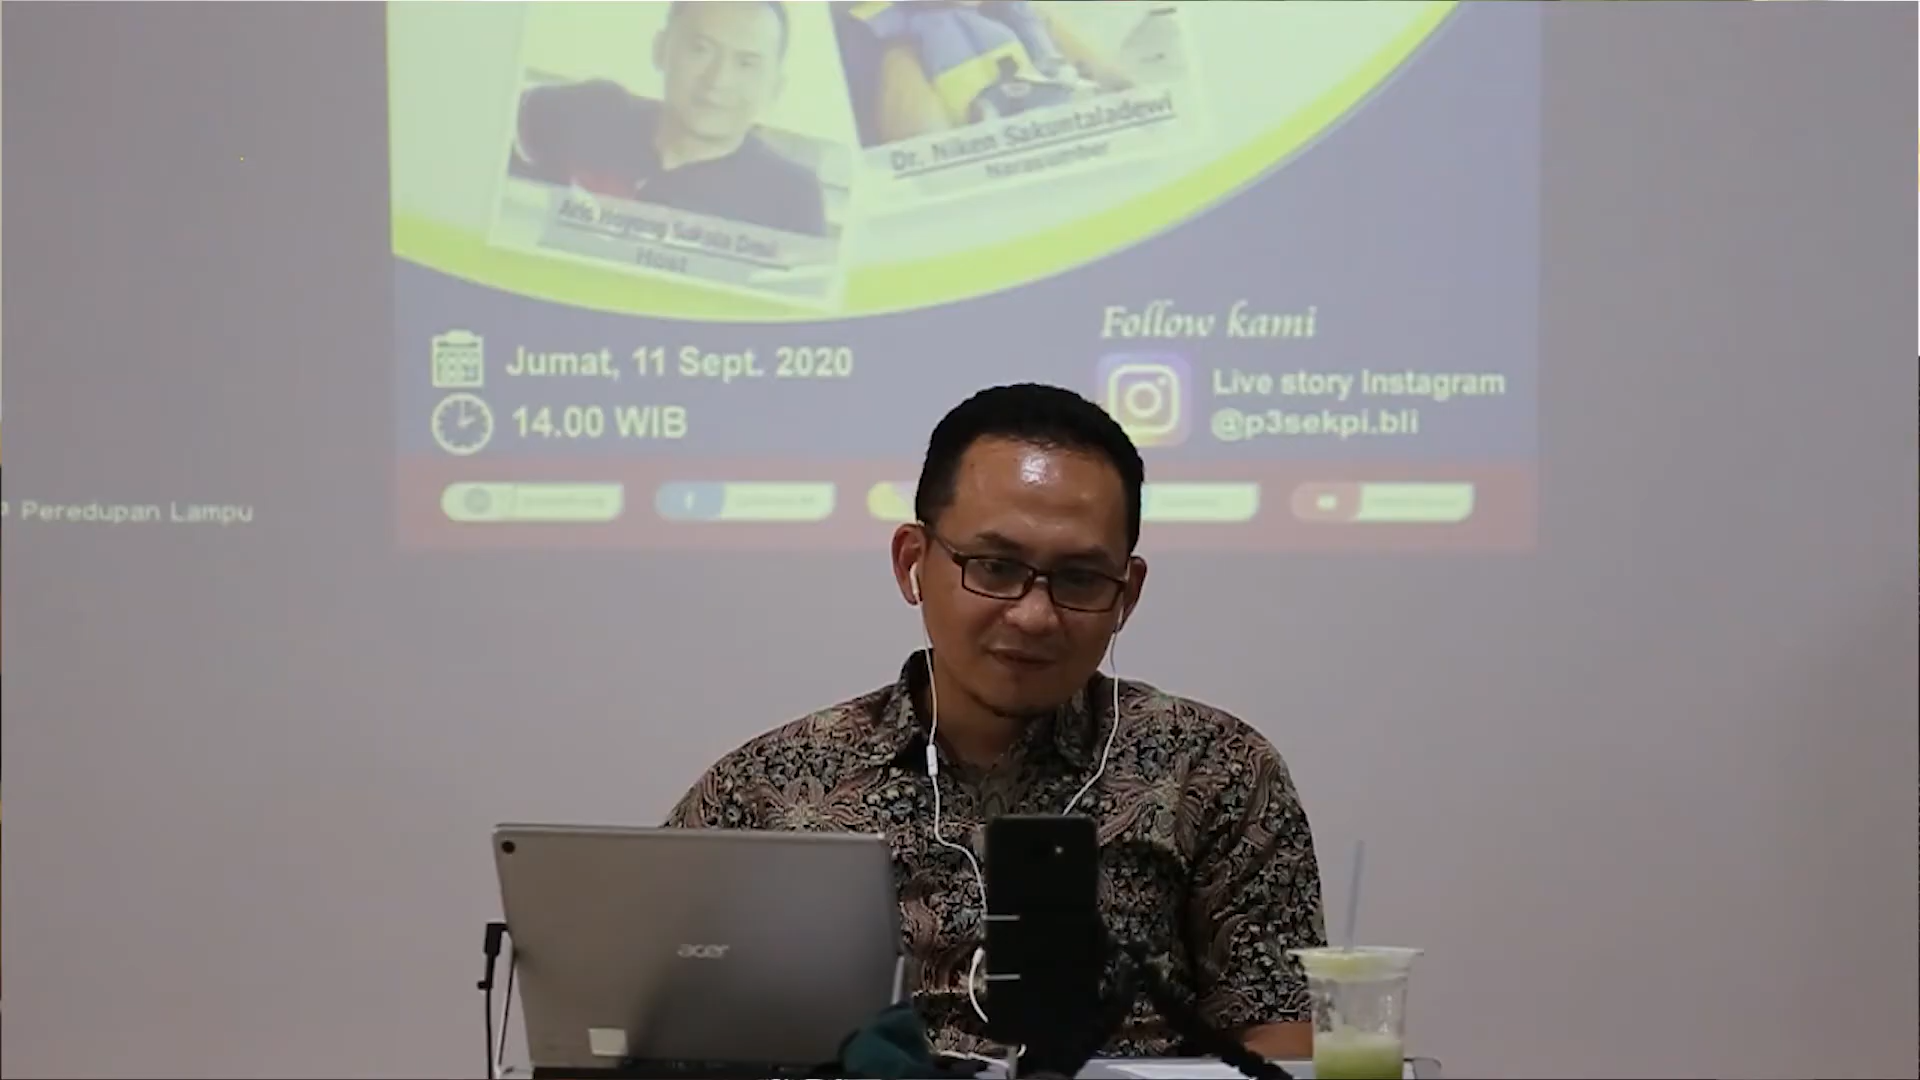 Dr. Niken Sakuntaladewi
Narasumber
Host
Jumat, 11 Sept. 2020
14.00 WIB
Follow kami
Live story Instagram
@p3sekpi.bli
Peredupan Lampu
acer